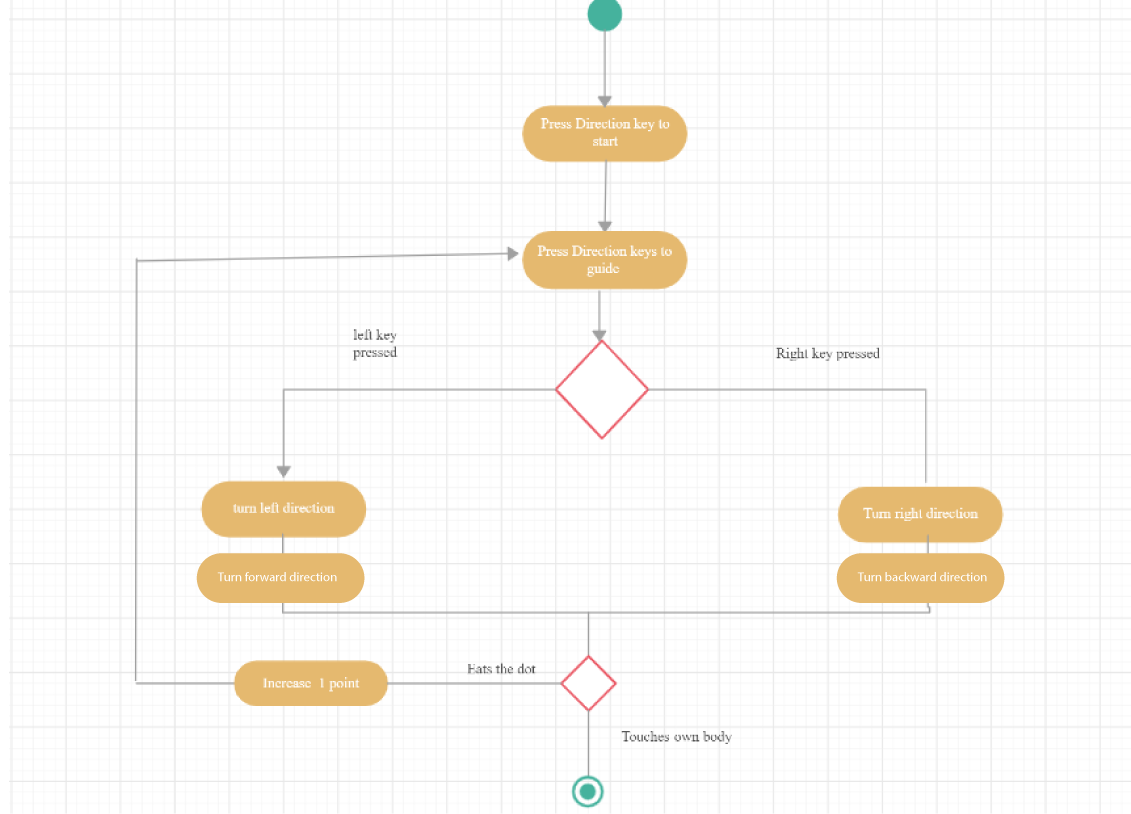 Press Direction key to
start
Press Direction keys to
guide
left key
pressed
Right key pressed
turn left direction
Turn right direction
Turn forward direction
Turn backward direction
Eats the dot
Increase 1 point
Touches own body